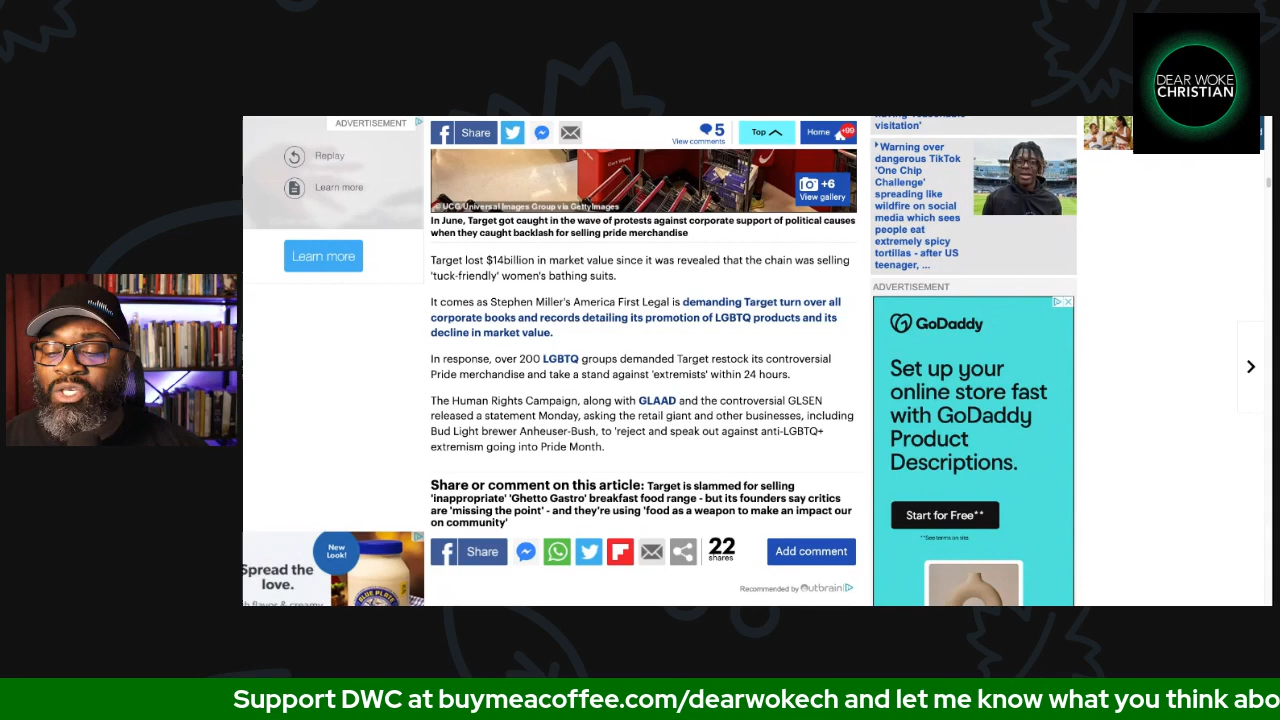 DEAR WOKE
CHRISTIAN
ADVERTISEMENT
Replay
Learn more
Learn more
New
Look!
Spread the
love.
BLUE PLATE
Share
5
View comments
Top
Home
+99
+6
View gallery
© UCG/Universal Images Group via GettyImages
In June, Target got caught in the wave of protests against corporate support of political causes
when they caught backlash for selling pride merchandise
Target lost $14billion in market value since it was revealed that the chain was selling
'tuck-friendly' women's bathing suits.
It comes as Stephen Miller's America First Legal is demanding Target turn over all
corporate books and records detailing its promotion of LGBTQ products and its
decline in market value.
In response, over 200 LGBTQ groups demanded Target restock its controversial
Pride merchandise and take a stand against 'extremists' within 24 hours.
The Human Rights Campaign, along with GLAAD and the controversial GLSEN
released a statement Monday, asking the retail giant and other businesses, including
Bud Light brewer Anheuser-Bush, to 'reject and speak out against anti-LGBTQ+
extremism going into Pride Month.
Share or comment on this article: Target is slammed for selling
'inappropriate' 'Ghetto Gastro' breakfast food range - but its founders say critics
are 'missing the point' - and they're using 'food as a weapon to make an impact our
on community'
Share
22
shares
Add comment
Recommended by Outbrain
visitation'
Warning over
dangerous TikTok
'One Chip
Challenge'
spreading like
wildfire on social
media which sees
people eat
extremely spicy
tortillas - after US
teenager, ...
ADVERTISEMENT
GoDaddy
Set up your
online store fast
with GoDaddy
Product
Descriptions.
Start for Free**
**See terms on site.
Support DWC at buymeacoffee.com/dearwokech and let me know what you think abo